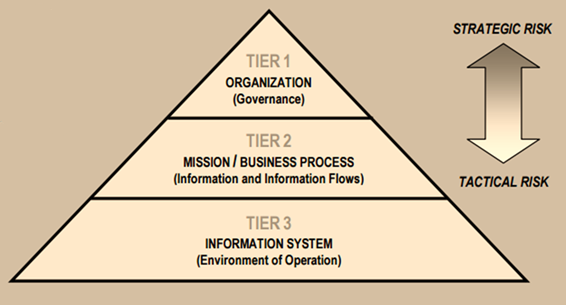 STRATEGIC RISK
TIER 1
ORGANIZATION
(Governance)
TIER 2
MISSION / BUSINESS PROCESS
(Information and Information Flows)
TACTICAL RISK
TIER 3
INFORMATION SYSTEM
(Environment of Operation)